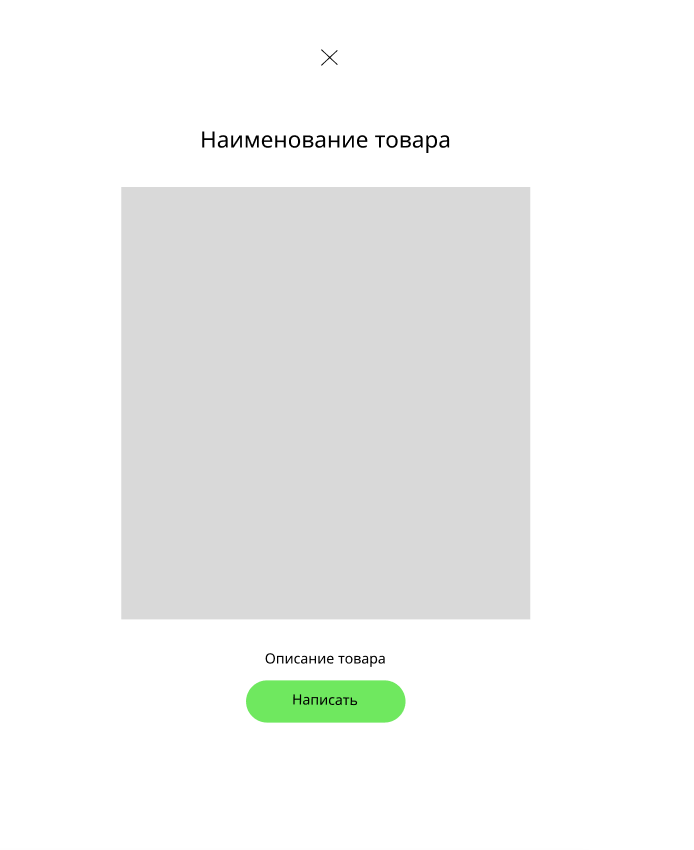 Наименование товара
Описание товара
Написать